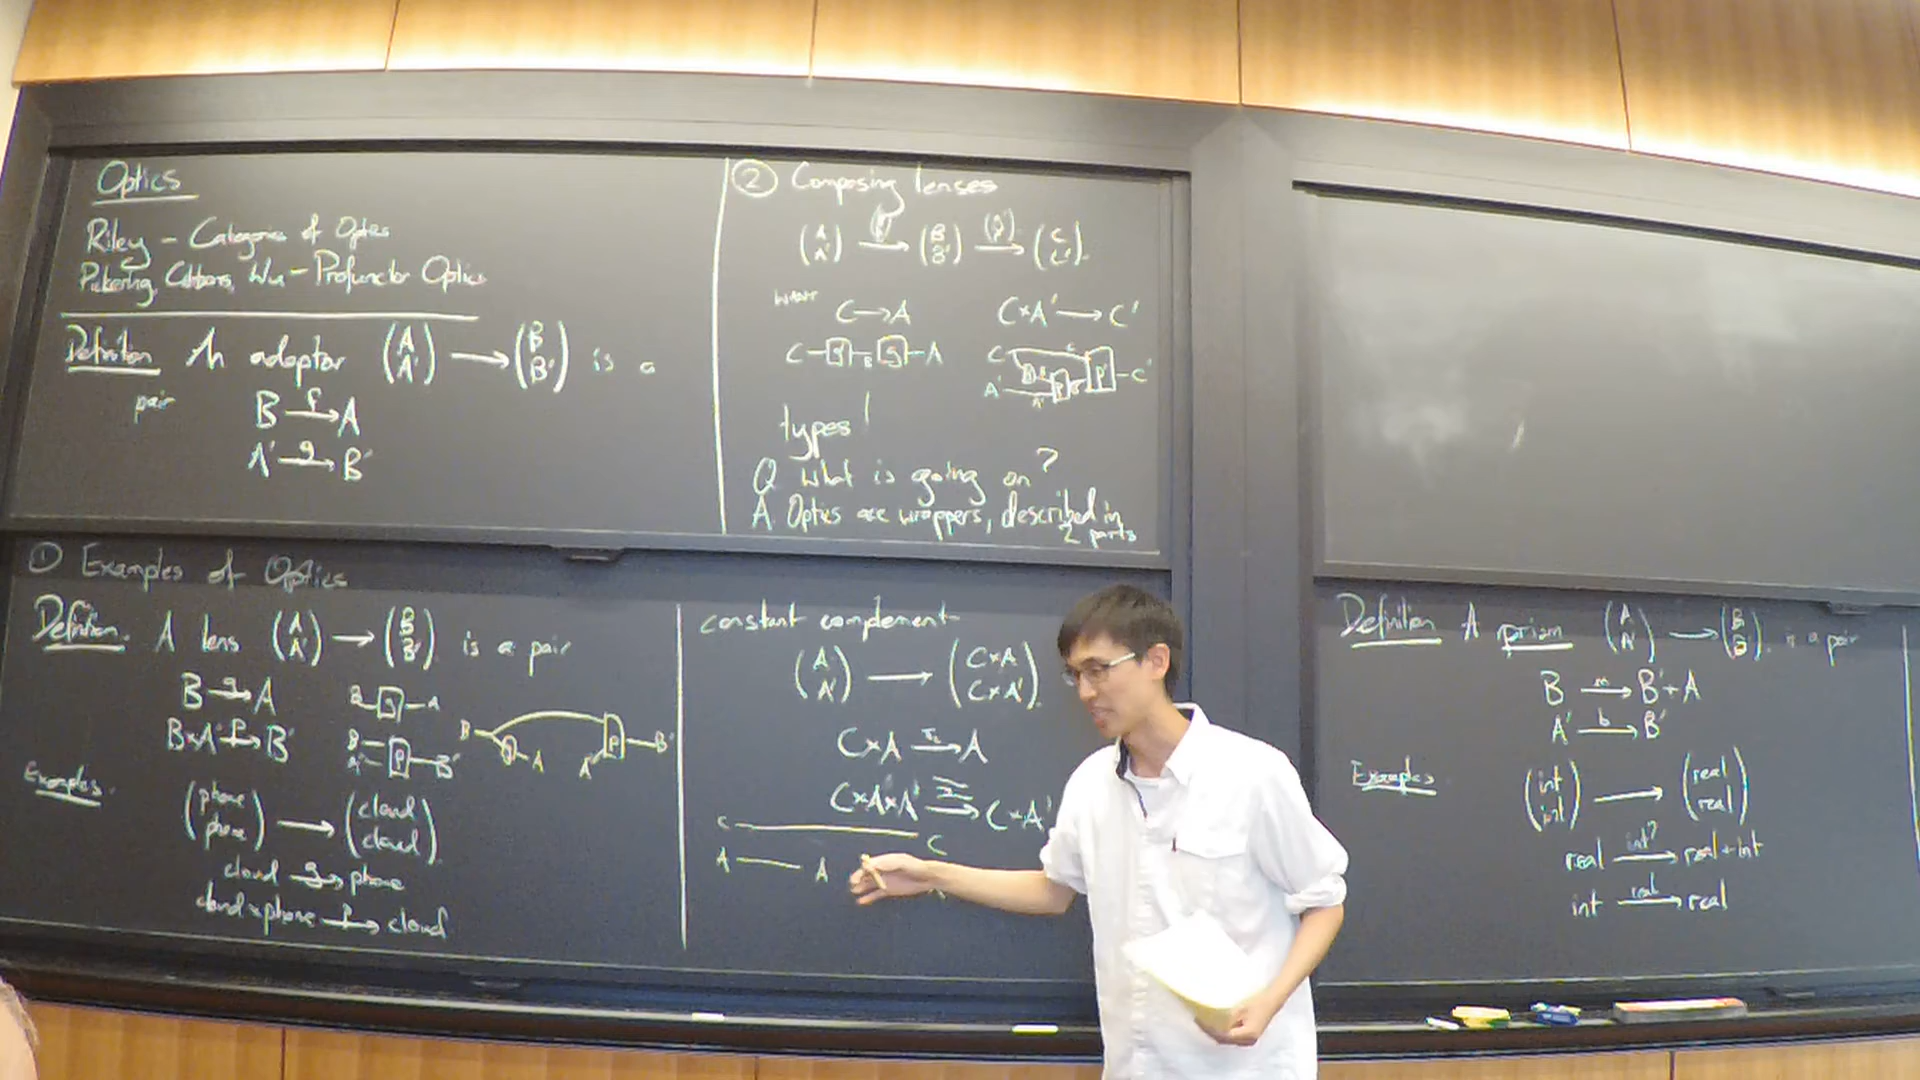 Optics
Riley – Categories of Optics
Pickering, Gibbons, Wu – Profunctor Optics
Definition An adaptor (A A') → (B B') is a
pair B –f→ A
A' –g→ B'
① Examples of Optics
Definition. A lens (A A') → (B B') is a pair
B –g→ A
B×A' –p→ B'
B g A
B A' p B'
B g A A' p B'
Examples.
(phone phone) → (cloud cloud)
cloud –g→ phone
cloud × phone –p→ cloud
② Composing lenses
(A A') → (B B') → (C C').
WANT
C → A C×A' → C'
C B g A
C A' p p' C'
types!
Q What is going on?
A Optics are wrappers, described in
2 parts
constant complement
(A A') → (C×A C×A').
C×A –π₂→ A
C×A×A' → C×A'
C C
A A
Definition A prism (A A') → (B B') is a pair
B –m→ B'+A
A' –b→ B'
Examples.
(int int) → (real real)
real –int?→ real+int
int –real→ real